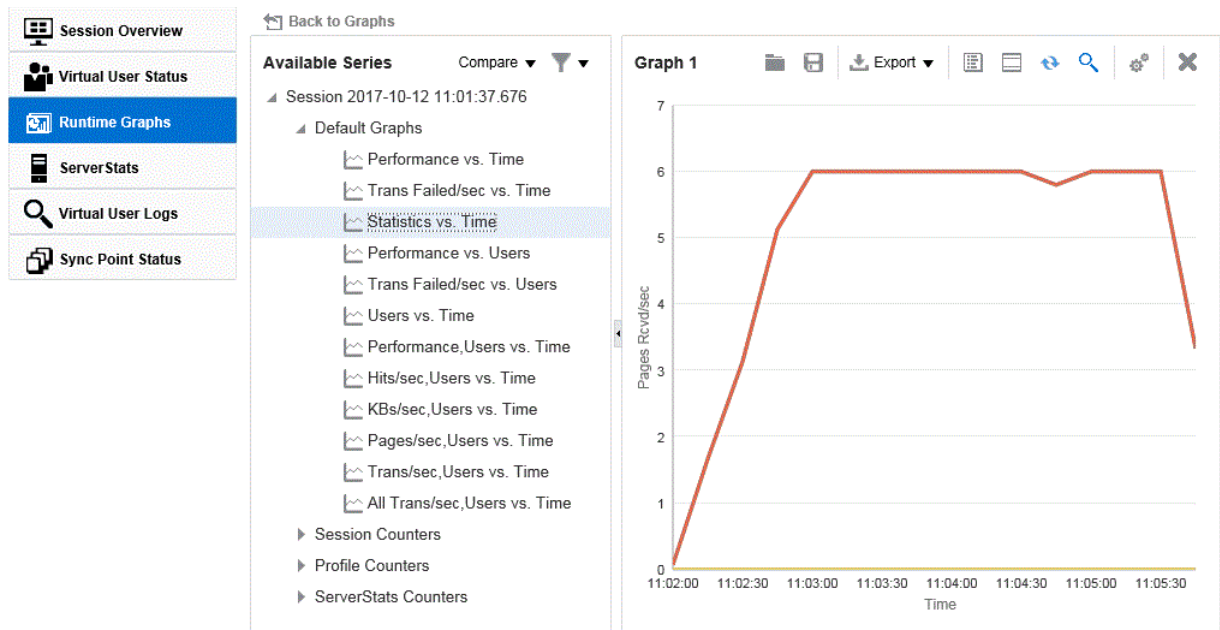 Session Overview
Virtual User Status
Runtime Graphs
ServerStats
Virtual User Logs
Sync Point Status
Back to Graphs
Available Series
Compare
Session 2017-10-12 11:01:37.676
Default Graphs
Performance vs. Time
Trans Failed/sec vs. Time
Statistics vs. Time
Performance vs. Users
Trans Failed/sec vs. Users
Users vs. Time
Performance,Users vs. Time
Hits/sec,Users vs. Time
KBs/sec,Users vs. Time
Pages/sec,Users vs. Time
Trans/sec,Users vs. Time
All Trans/sec,Users vs. Time
Session Counters
Profile Counters
ServerStats Counters
Graph 1
Export
7
6
5
4
3
2
1
0
Pages Rcvd/sec
11:02:00 11:02:30 11:03:00 11:03:30 11:04:00 11:04:30 11:05:00 11:05:30
Time